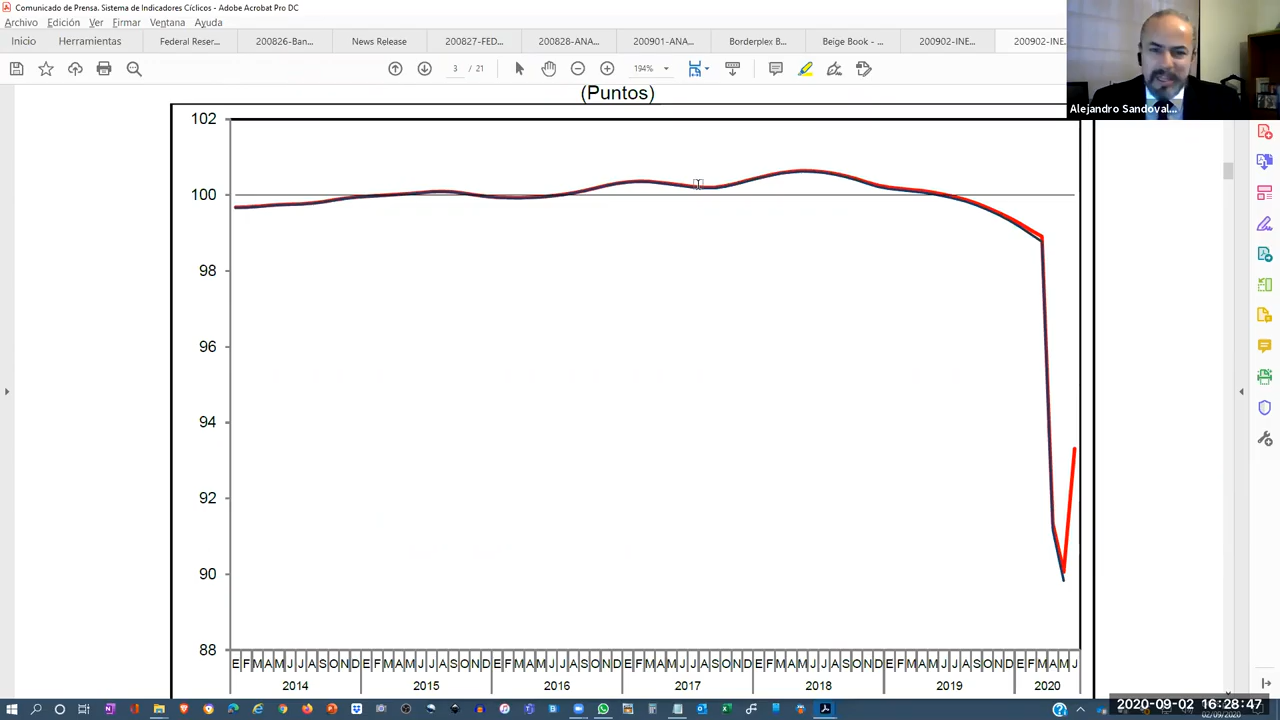 Comunicado de Prensa. Sistema de Indicadores Cíclicos - Adobe Acrobat Pro DC
Archivo Edición Ver Firmar Ventana Ayuda
Inicio Herramientas Federal Reser... 200826-Ban... News Release 200827-FED... 200828-ANA... 200901-ANA... Borderplex B... Beige Book - ... 200902-INE... 200902-INE...
3 / 21 194%
Alejandro Sandoval...
(Puntos)
102
100
98
96
94
92
90
88
E F M A M J J A S O N D E F M A M J J A S O N D E F M A M J J A S O N D E F M A M J J A S O N D E F M A M J J A S O N D E F M A M J J A S O N D E F M A M J
2014 2015 2016 2017 2018 2019 2020
2020-09-02 16:28:47
02/09/2020